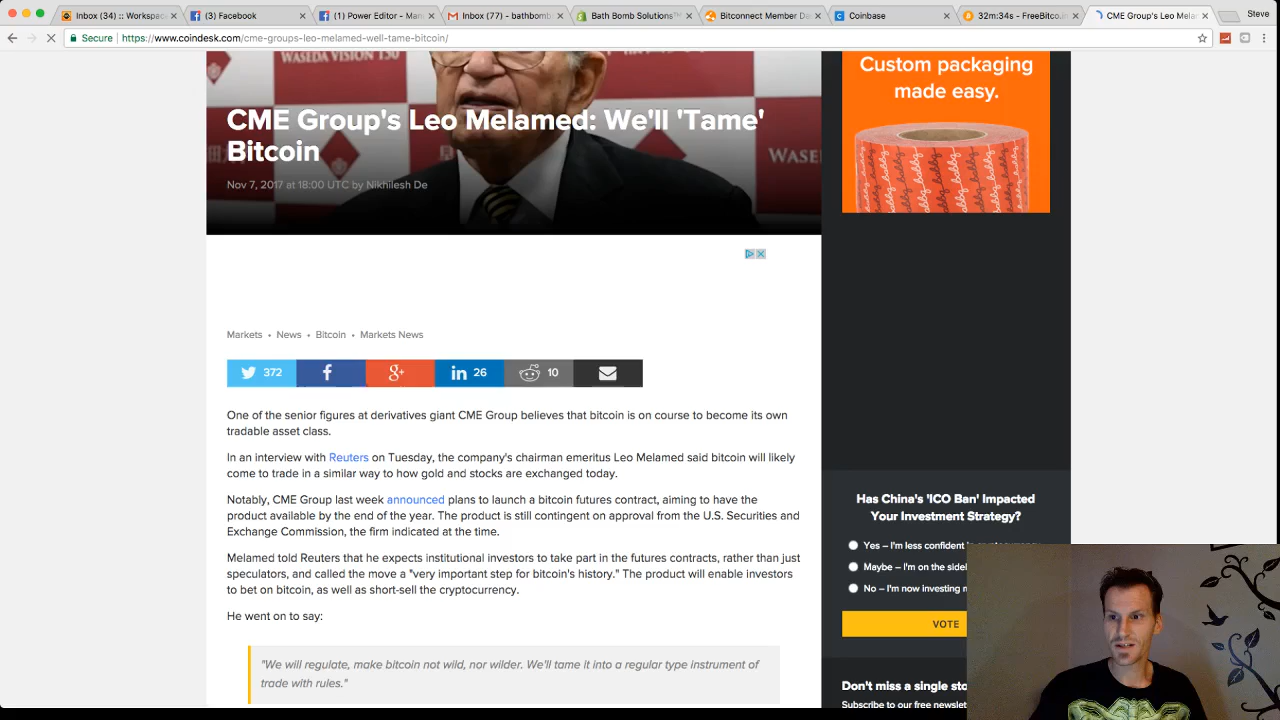 Inbox (34) - Workspac
(3) Facebook
(1) Power Editor - Man
Inbox (77) - bathbomb
Bath Bomb Solutions™
Bitconnect Member Da
Coinbase
32m:34s - FreeBitco.in
CME Group's Leo Melam
Steve
Secure
https://www.coindesk.com/cme-groups-leo-melamed-well-tame-bitcoin/
WASEDA VISION 150
CME Group's Leo Melamed: We'll 'Tame'
Bitcoin
Nov 7, 2017 at 18:00 UTC by Nikhilesh De
Custom packaging
made easy.
Markets • News • Bitcoin • Markets News
372
26
10
One of the senior figures at derivatives giant CME Group believes that bitcoin is on course to become its own
tradable asset class.
In an interview with Reuters on Tuesday, the company's chairman emeritus Leo Melamed said bitcoin will likely
come to trade in a similar way to how gold and stocks are exchanged today.
Notably, CME Group last week announced plans to launch a bitcoin futures contract, aiming to have the
product available by the end of the year. The product is still contingent on approval from the U.S. Securities and
Exchange Commission, the firm indicated at the time.
Melamed told Reuters that he expects institutional investors to take part in the futures contracts, rather than just
speculators, and called the move a "very important step for bitcoin's history." The product will enable investors
to bet on bitcoin, as well as short-sell the cryptocurrency.
He went on to say:
"We will regulate, make bitcoin not wild, nor wilder. We'll tame it into a regular type instrument of
trade with rules."
Has China's 'ICO Ban' Impacted
Your Investment Strategy?
Yes – I'm less confident
Maybe – I'm on the sidel
No – I'm now investing
VOTE
Don't miss a single sto
Subscribe to our free newslet